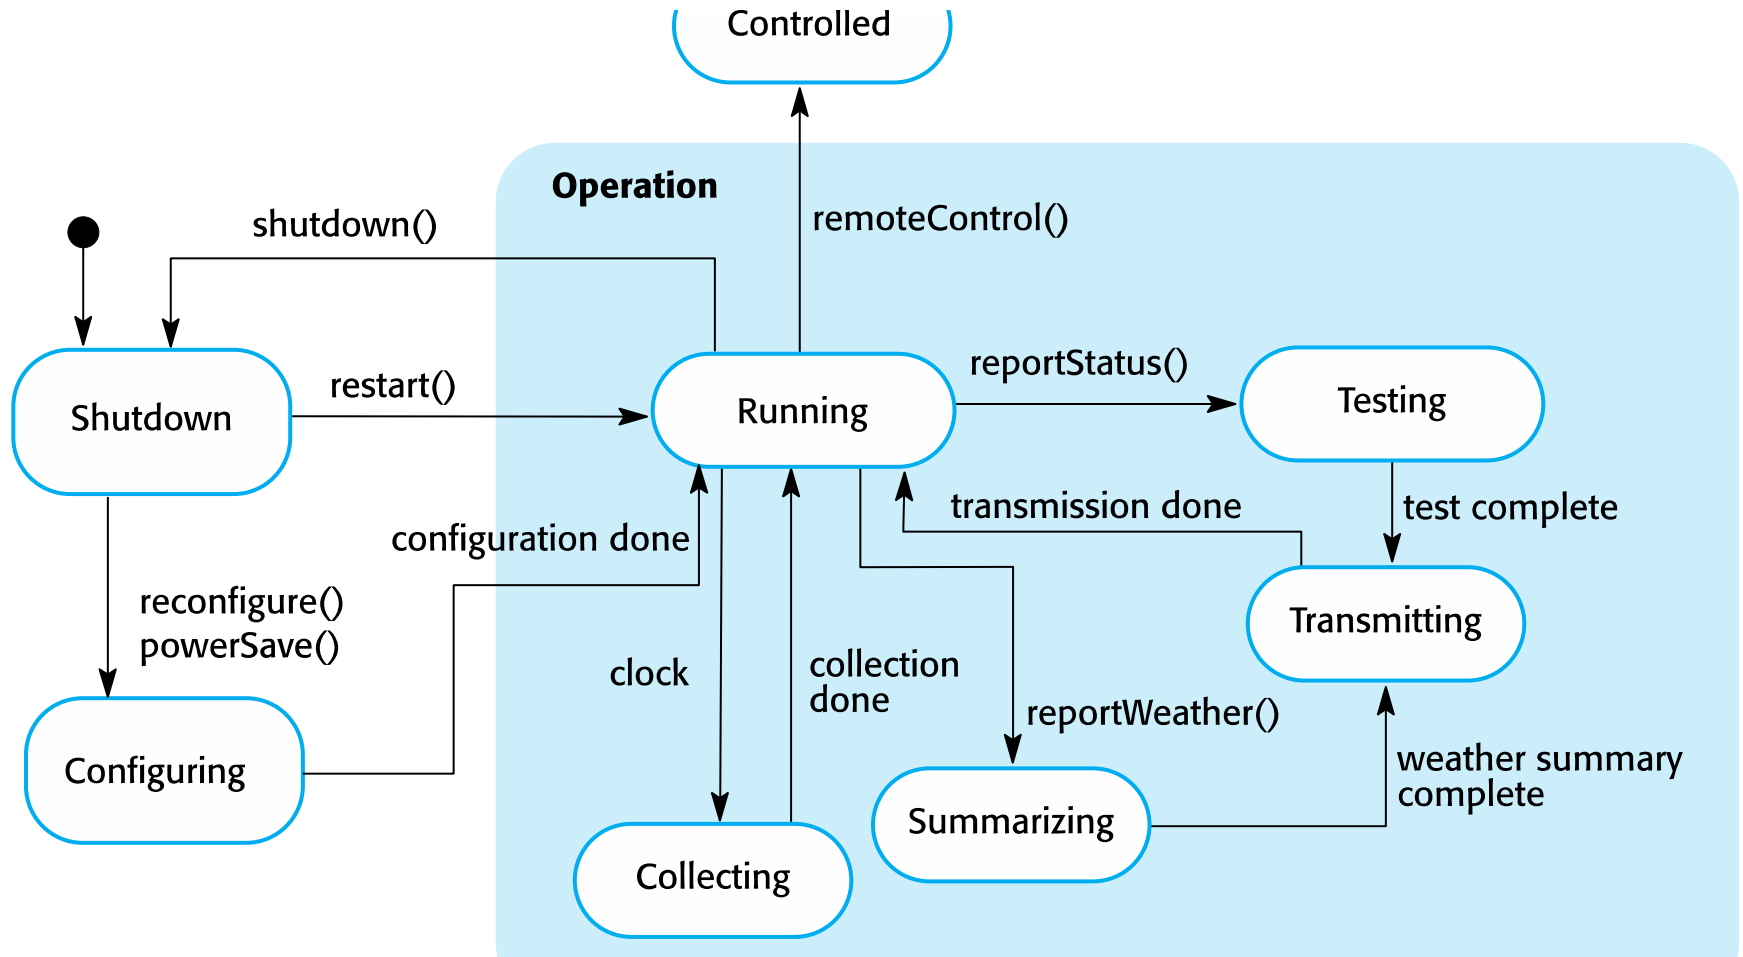 Controlled
Operation
shutdown()
remoteControl()
restart()
reportStatus()
Shutdown
Running
Testing
configuration done
transmission done
test complete
reconfigure()
powerSave()
Transmitting
clock
collection
done
reportWeather()
Configuring
weather summary
complete
Summarizing
Collecting